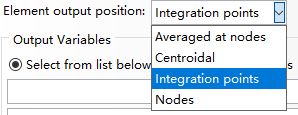 Element output position: Integration points
Averaged at nodes
Output Variables
Centroidal
Select from list below
Integration points
Nodes